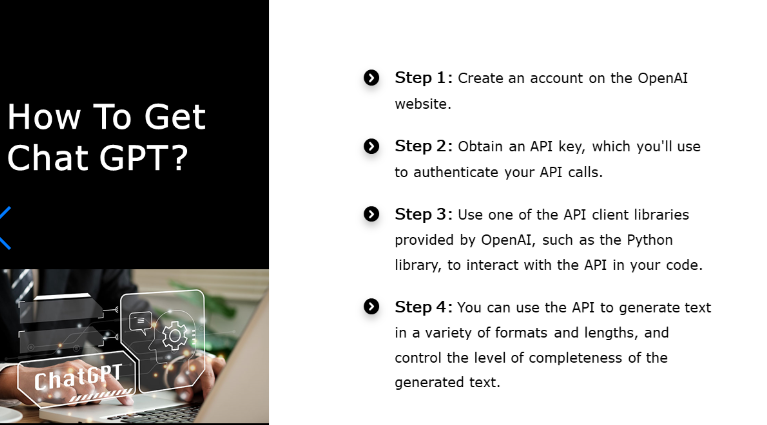 How To Get
Chat GPT?
Step 1: Create an account on the OpenAI
website.
Step 2: Obtain an API key, which you'll use
to authenticate your API calls.
Step 3: Use one of the API client libraries
provided by OpenAI, such as the Python
library, to interact with the API in your code.
Step 4: You can use the API to generate text
in a variety of formats and lengths, and
control the level of completeness of the
generated text.
ChatGPT